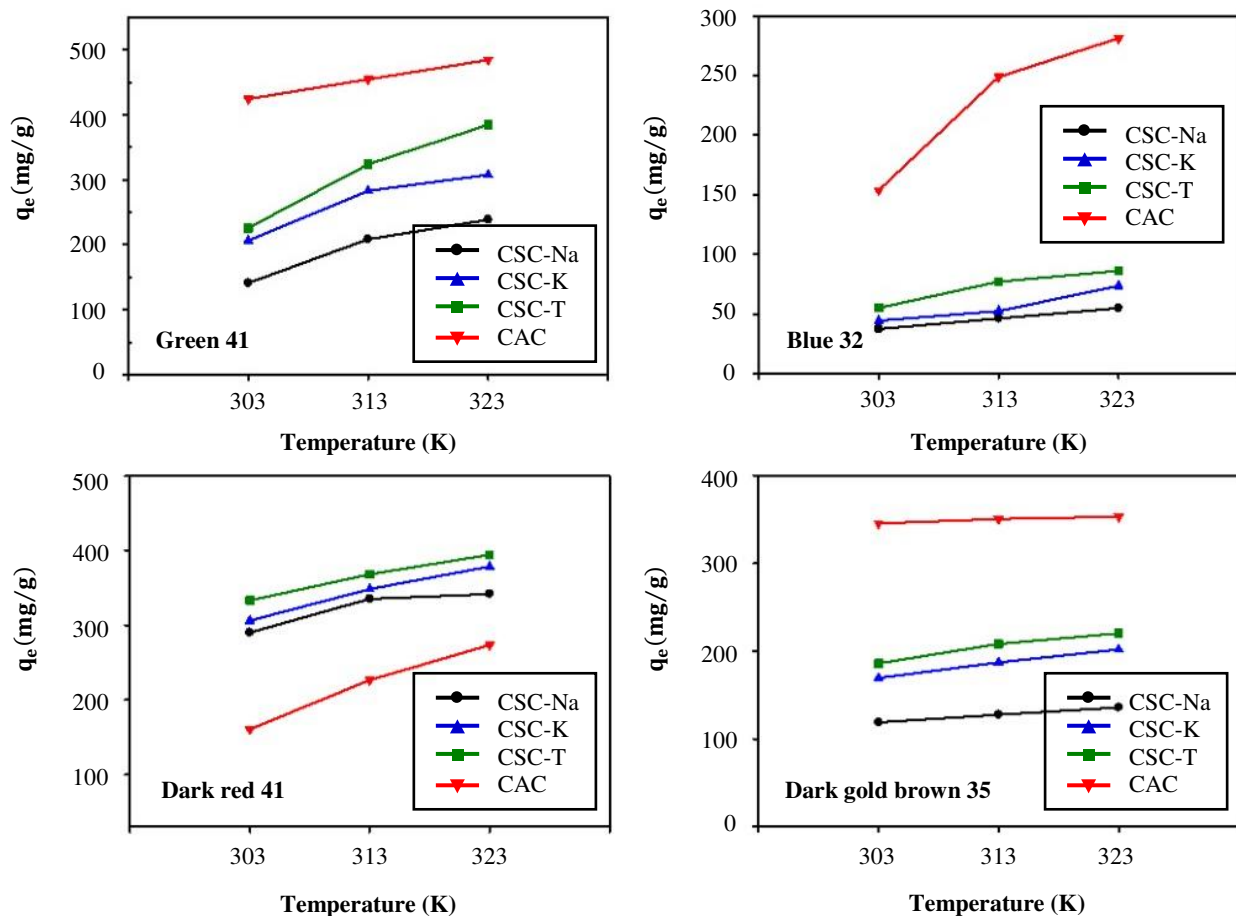 qe(mg/g)
500
400
300
200
100
0
303 313 323
Temperature (K)
Green 41
CSC-Na
CSC-K
CSC-T
CAC
qe(mg/g)
300
250
200
150
100
50
0
303 313 323
Temperature (K)
Blue 32
CSC-Na
CSC-K
CSC-T
CAC
qe(mg/g)
500
400
300
200
100
303 313 323
Temperature (K)
Dark red 41
CSC-Na
CSC-K
CSC-T
CAC
qe(mg/g)
400
300
200
100
0
303 313 323
Temperature (K)
Dark gold brown 35
CSC-Na
CSC-K
CSC-T
CAC